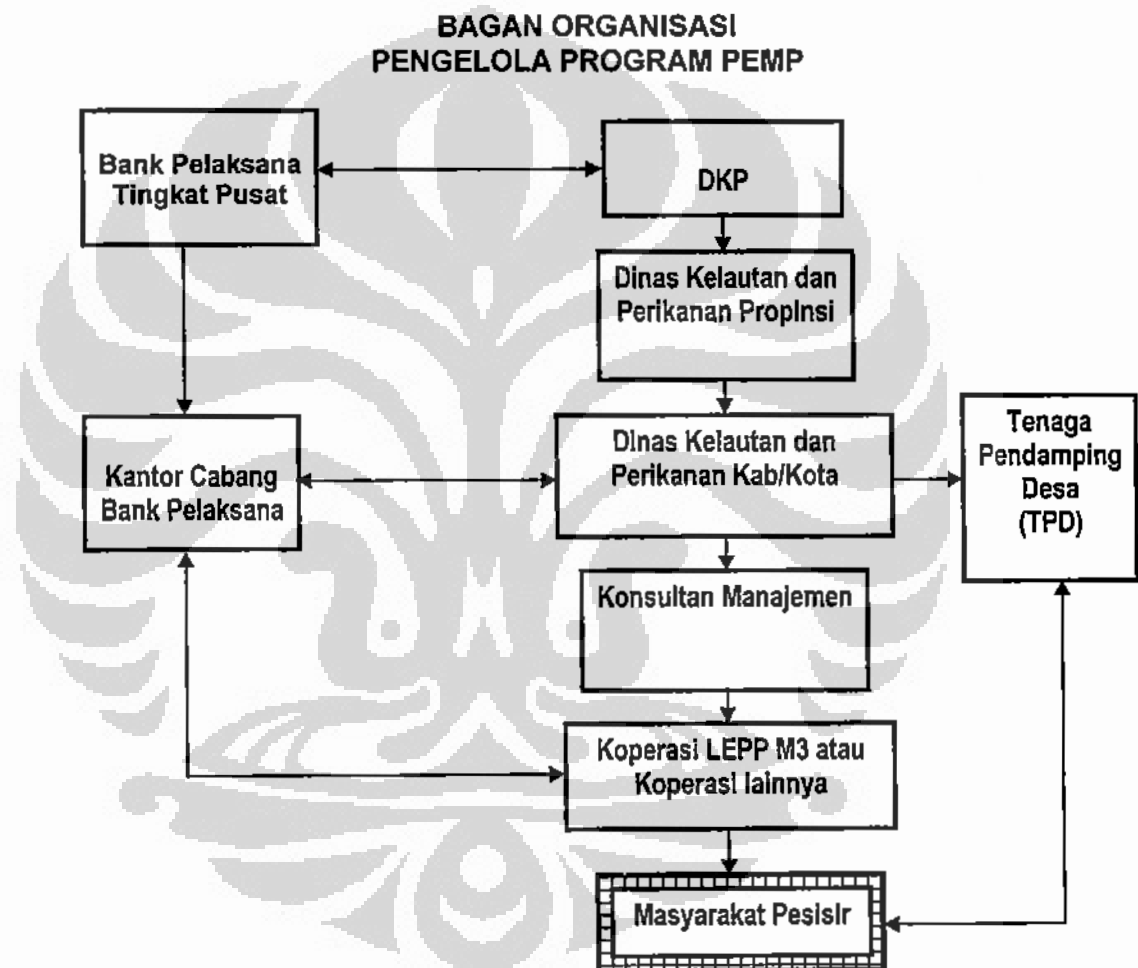 BAGAN ORGANISASI
PENGELOLA PROGRAM PEMP
Bank Pelaksana
Tingkat Pusat
DKP
Dinas Kelautan dan
Perikanan Propinsi
Kantor Cabang
Bank Pelaksana
Dinas Kelautan dan
Perikanan Kab/Kota
Tenaga
Pendamping
Desa
(TPD)
Konsultan Manajemen
Koperasi LEPP M3 atau
Koperasi lainnya
Masyarakat Pesisir